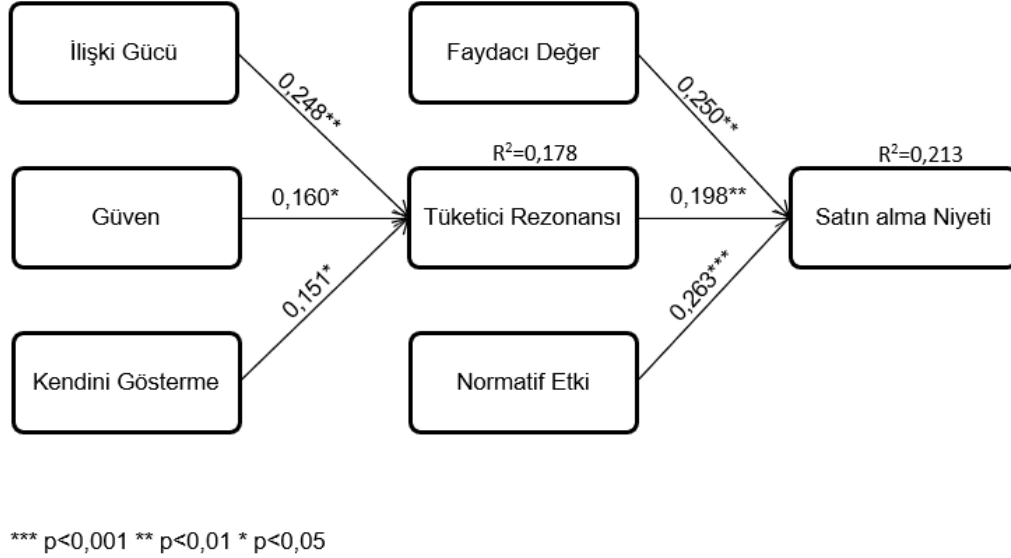 İlişki Gücü
Faydacı Değer
0,248**
0,250**
R²=0,178
R²=0,213
Güven
0,160*
Tüketici Rezonansı
0,198**
Satın alma Niyeti
0,151*
0,263***
Kendini Gösterme
Normatif Etki
*** p<0,001 ** p<0,01 * p<0,05